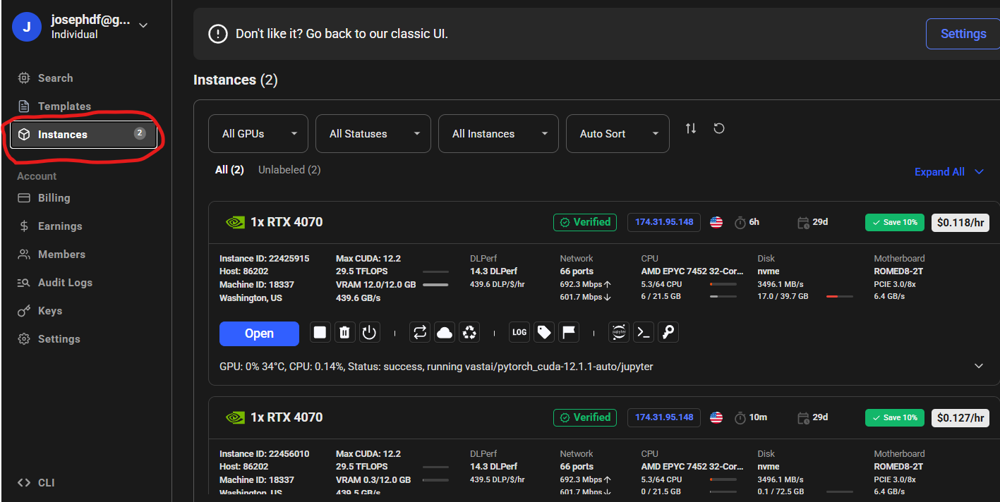 J
josephdf@g...
Individual
Search
Templates
Instances 2
Account
Billing
Earnings
Members
Audit Logs
Keys
Settings
CLI
Don't like it? Go back to our classic UI.
Settings
Instances (2)
All GPUs
All Statuses
All Instances
Auto Sort
All (2) Unlabeled (2)
Expand All
1x RTX 4070 Verified 174.31.95.148 6h 29d Save 10% $0.118/hr
Instance ID: 22425915 Max CUDA: 12.2 DLPerf Network CPU Disk Motherboard
Host: 86202 29.5 TFLOPS 14.3 DLPerf 66 ports AMD EPYC 7452 32-Cor... nvme ROMED8-2T
Machine ID: 18337 VRAM 12.0/12.0 GB 439.6 DLP/$/hr 692.3 Mbps↑ 5.3/64 CPU 3496.1 MB/s PCIE 3.0/8x
Washington, US 439.6 GB/s 601.7 Mbps↓ 6 / 21.5 GB 17.0 / 39.7 GB 6.4 GB/s
Open LOG jupyter
GPU: 0% 34°C, CPU: 0.14%, Status: success, running vastai/pytorch_cuda-12.1.1-auto/jupyter
1x RTX 4070 Verified 174.31.95.148 10m 29d Save 10% $0.127/hr
Instance ID: 22456010 Max CUDA: 12.2 DLPerf Network CPU Disk Motherboard
Host: 86202 29.5 TFLOPS 14.3 DLPerf 66 ports AMD EPYC 7452 32-Cor... nvme ROMED8-2T
Machine ID: 18337 VRAM 0.3/12.0 GB 439.5 DLP/$/hr 692.3 Mbps↑ 5.3/64 CPU 3496.1 MB/s PCIE 3.0/8x
Washington, US 439.5 GB/s 601.7 Mbps↓ 0 / 21.5 GB 0.1 / 72.5 GB 6.4 GB/s